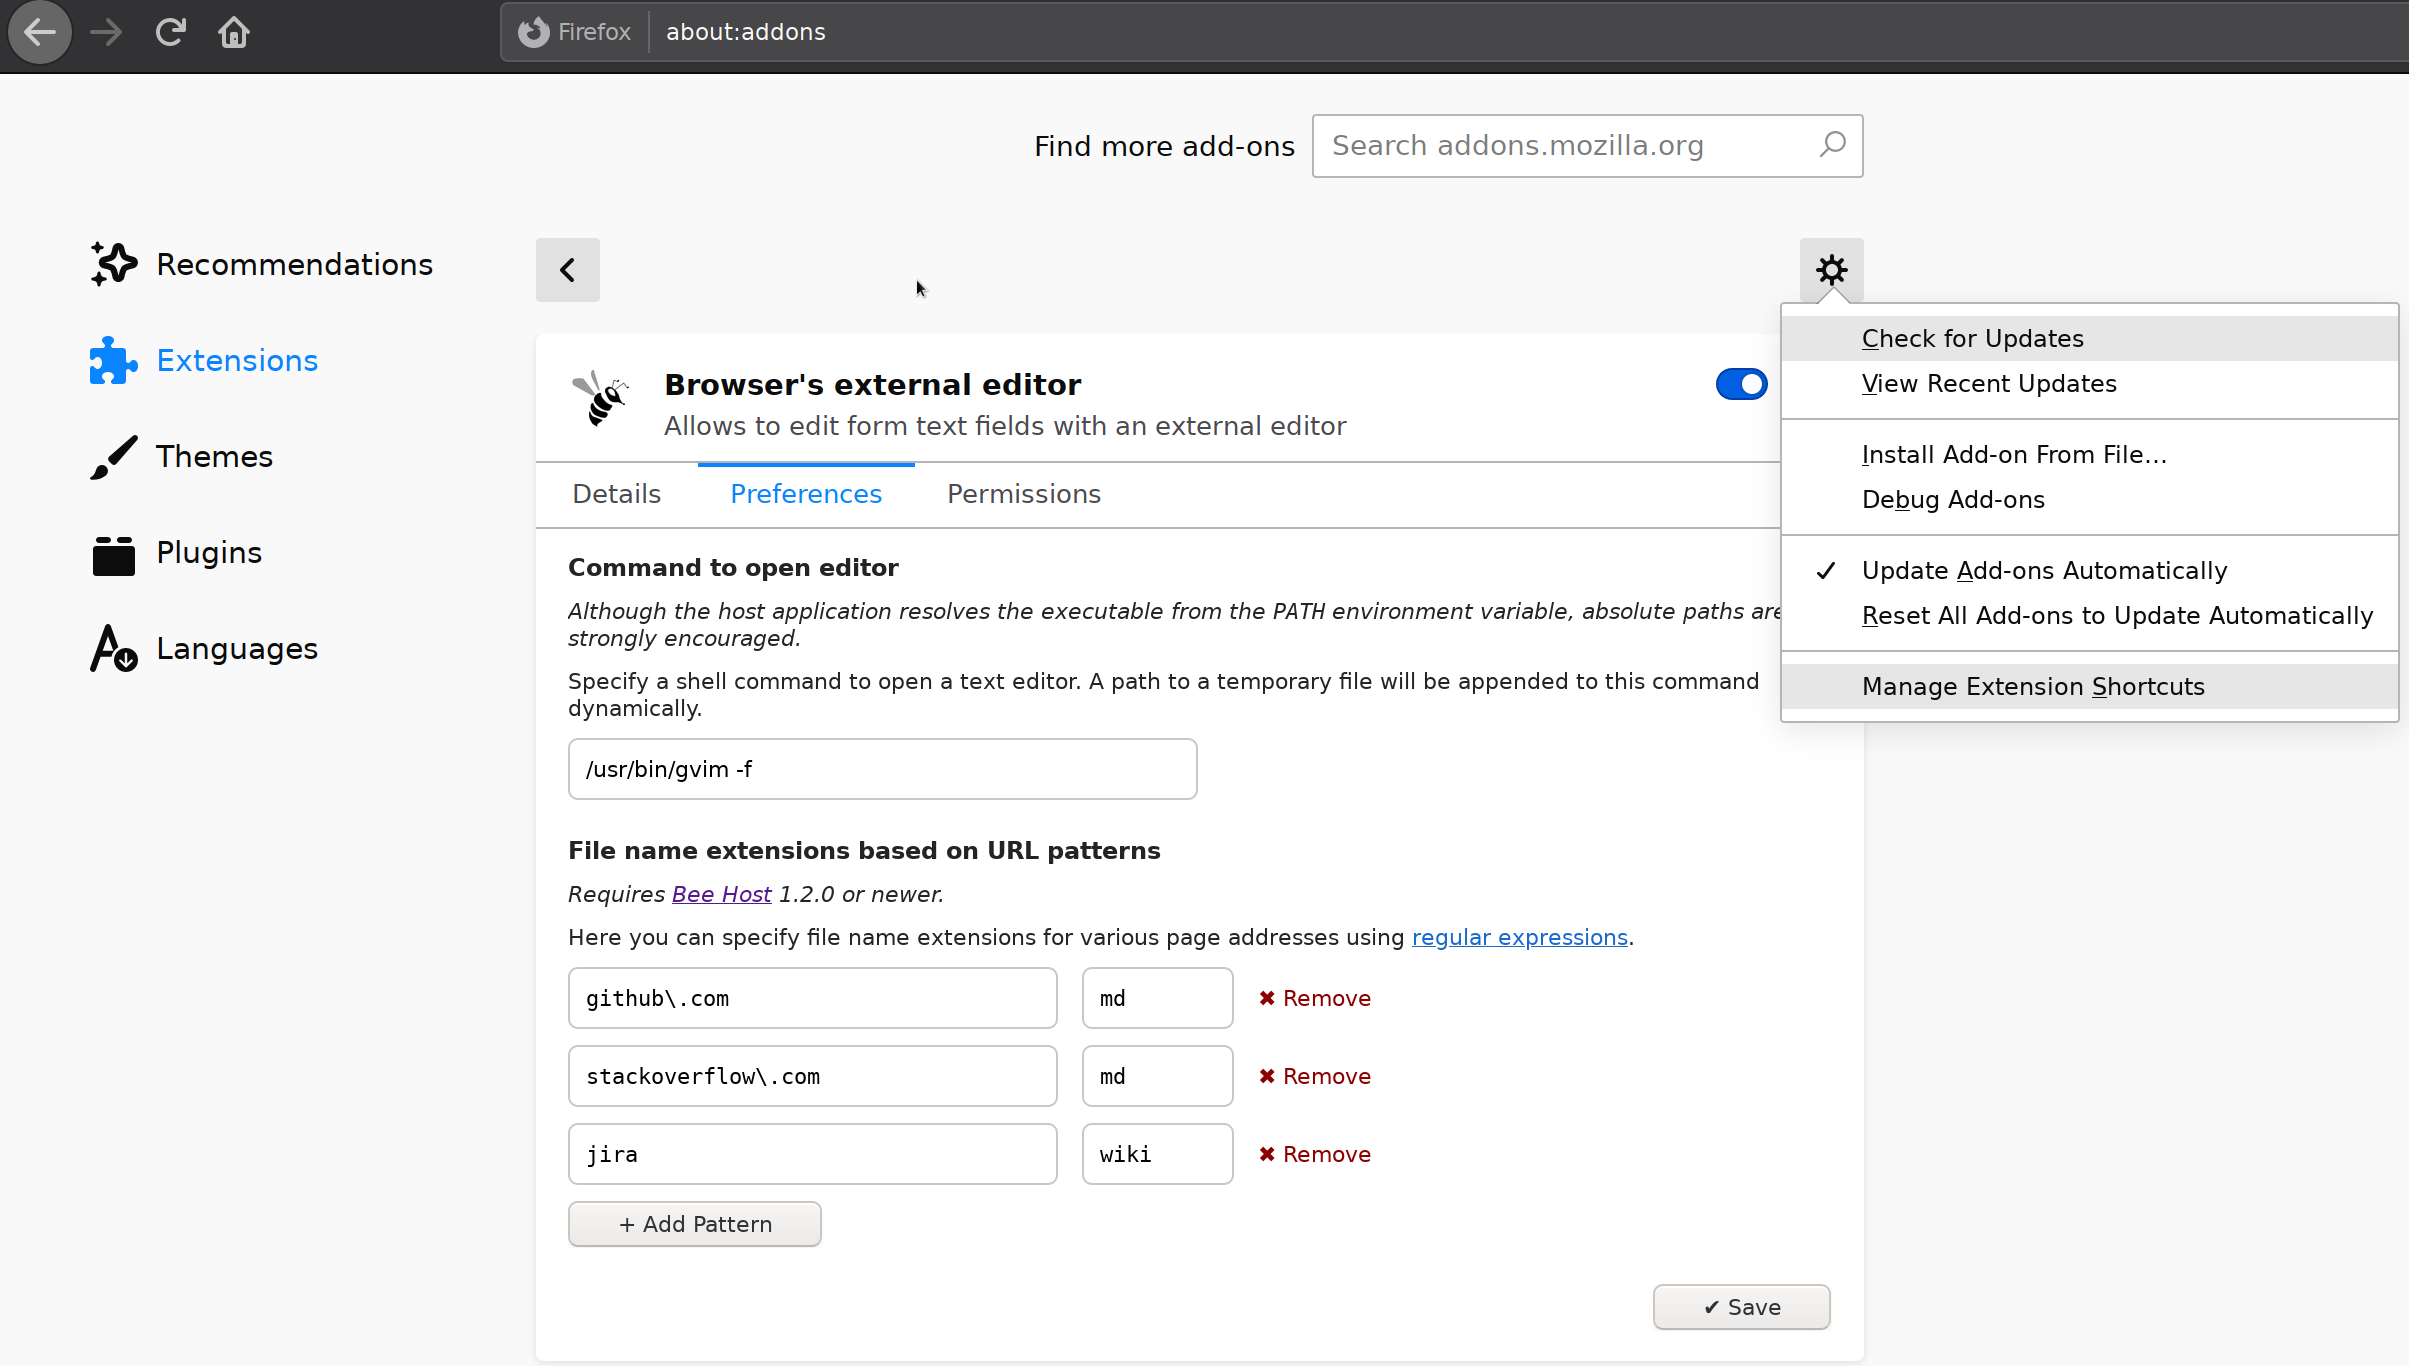 Firefox about:addons
Find more add-ons Search addons.mozilla.org
Recommendations
Extensions
Themes
Plugins
Languages
Browser's external editor
Allows to edit form text fields with an external editor
Details Preferences Permissions
Command to open editor
Although the host application resolves the executable from the PATH environment variable, absolute paths are
strongly encouraged.
Specify a shell command to open a text editor. A path to a temporary file will be appended to this command
dynamically.
/usr/bin/gvim -f
File name extensions based on URL patterns
Requires Bee Host 1.2.0 or newer.
Here you can specify file name extensions for various page addresses using regular expressions.
github\.com md ✖ Remove
stackoverflow\.com md ✖ Remove
jira wiki ✖ Remove
+ Add Pattern
✔ Save
Check for Updates
View Recent Updates
Install Add-on From File...
Debug Add-ons
✓ Update Add-ons Automatically
Reset All Add-ons to Update Automatically
Manage Extension Shortcuts